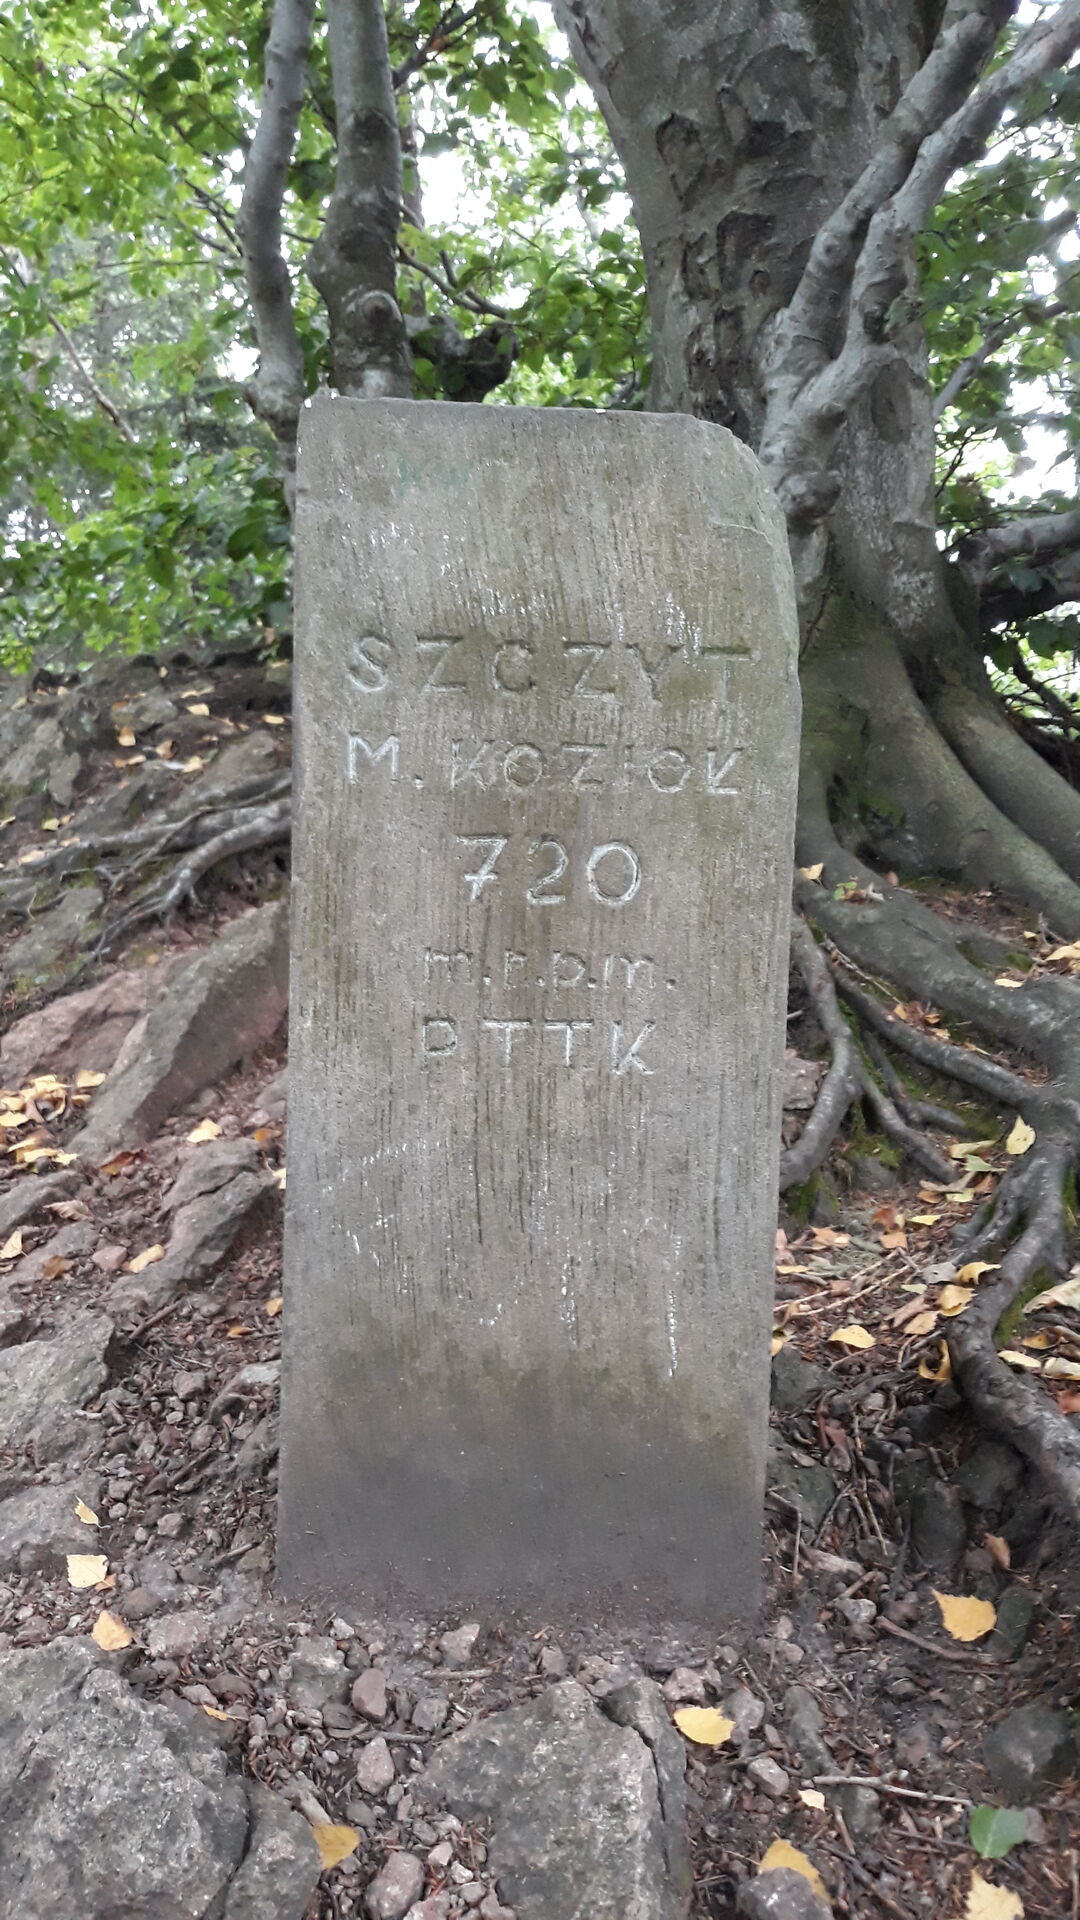 SZCZYT
M. KOZIOŁ
720
m.n.p.m.
PTTK